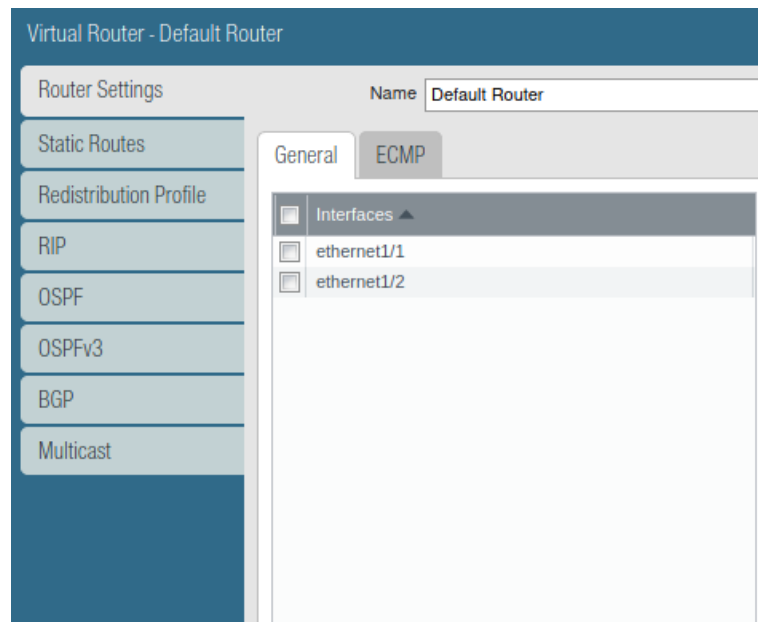 Virtual Router - Default Router
Router Settings
Name Default Router
Static Routes
General ECMP
Redistribution Profile
Interfaces
RIP
ethernet1/1
ethernet1/2
OSPF
OSPFv3
BGP
Multicast